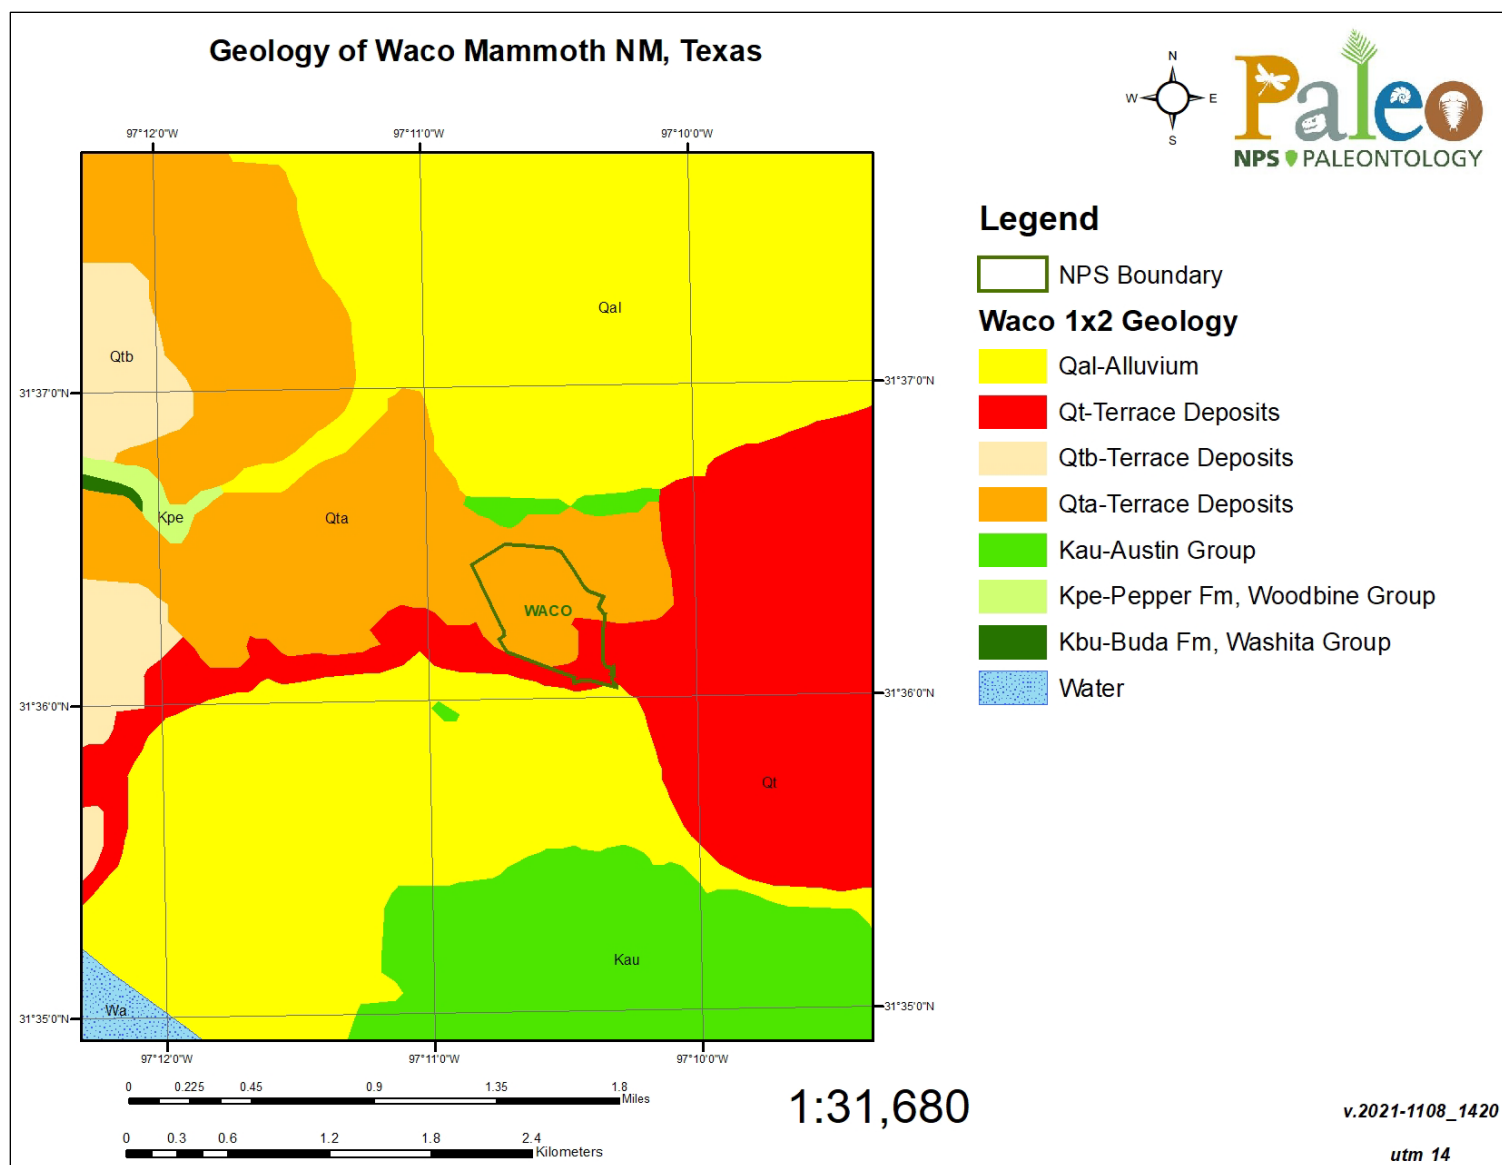 Geology of Waco Mammoth NM, Texas
N
W E
S
Paleo
NPS PALEONTOLOGY
97°12'0"W 97°11'0"W 97°10'0"W
Legend
NPS Boundary
Waco 1x2 Geology
Qal-Alluvium
Qt-Terrace Deposits
Qtb-Terrace Deposits
Qta-Terrace Deposits
Kau-Austin Group
Kpe-Pepper Fm, Woodbine Group
Kbu-Buda Fm, Washita Group
Water
Qal
Qtb
31°37'0"N 31°37'0"N
Kpe Qta
WACO
31°36'0"N 31°36'0"N
Qt
Kau
Wa
31°35'0"N 31°35'0"N
97°12'0"W 97°11'0"W 97°10'0"W
0 0.225 0.45 0.9 1.35 1.8
Miles
0 0.3 0.6 1.2 1.8 2.4
Kilometers
1:31,680
v.2021-1108_1420
utm 14